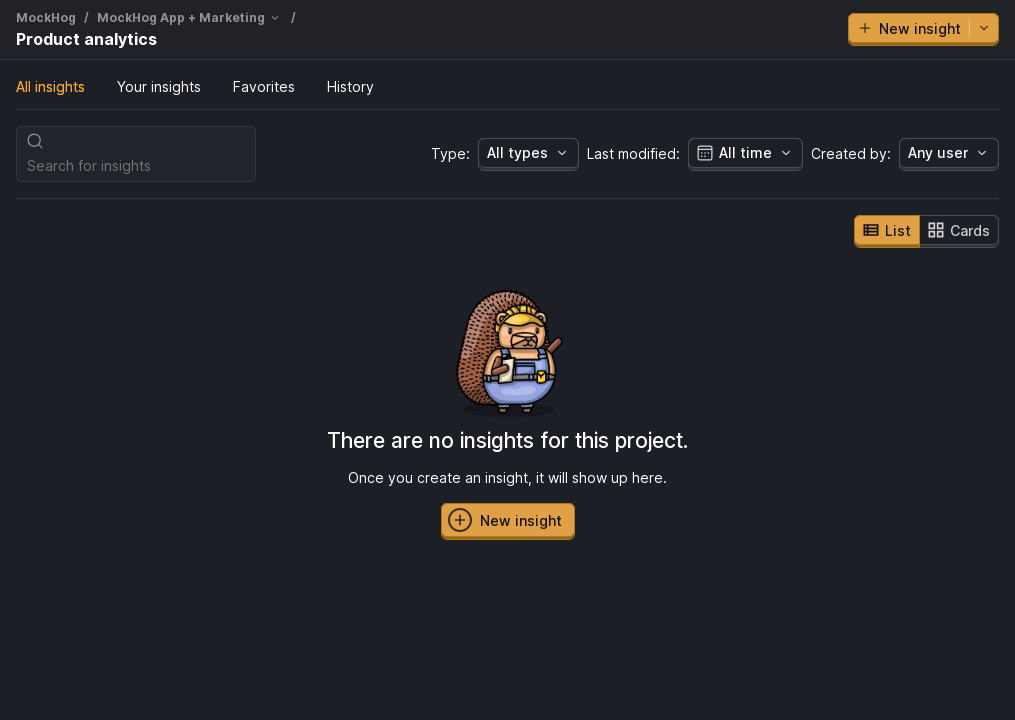 MockHog / MockHog App + Marketing /
Product analytics
New insight
All insights Your insights Favorites History
Search for insights
Type: All types Last modified: All time Created by: Any user
List Cards
There are no insights for this project.
Once you create an insight, it will show up here.
New insight